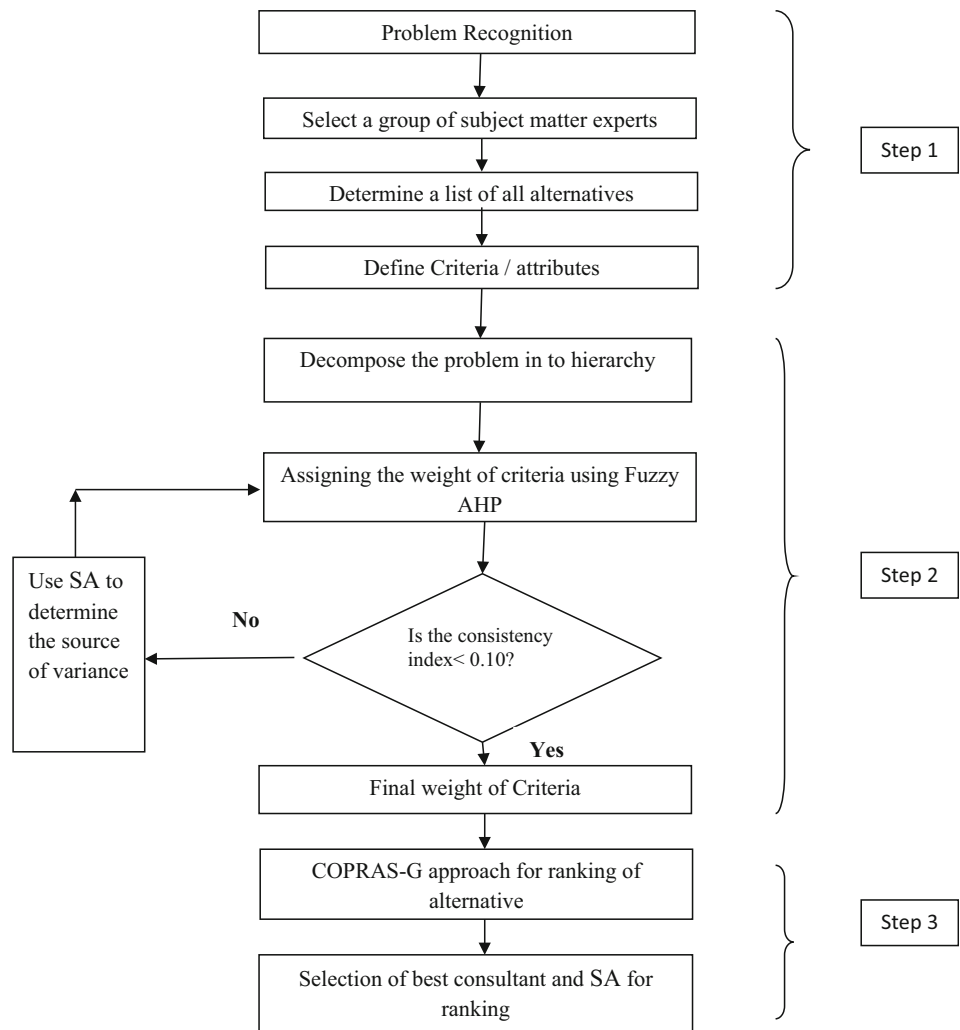 Problem Recognition
Select a group of subject matter experts
Step 1
Determine a list of all alternatives
Define Criteria / attributes
Decompose the problem in to hierarchy
Assigning the weight of criteria using Fuzzy
AHP
Use SA to
determine
the source
of variance
No
Is the consistency
index< 0.10?
Step 2
Yes
Final weight of Criteria
COPRAS-G approach for ranking of
alternative
Step 3
Selection of best consultant and SA for
ranking